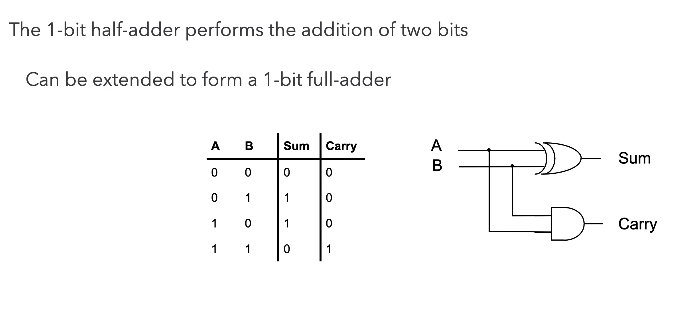 The 1-bit half-adder performs the addition of two bits
Can be extended to form a 1-bit full-adder
A B Sum Carry
0 0 0 0
0 1 1 0
1 0 1 0
1 1 0 1
A
B
Sum
Carry